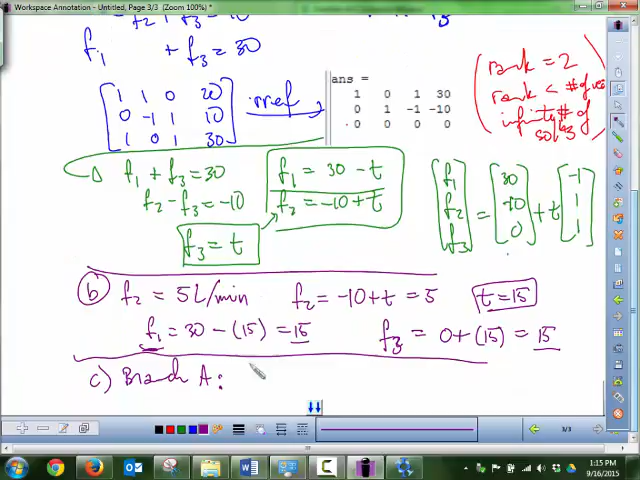 Workspace Annotation - Untitled, Page 3/3 (Zoom 100%)
f₁ + f₃ = 30
1 1 0 20
0 -1 1 10
1 0 1 30
rref
ans =
1 0 1 30
0 1 -1 -10
0 0 0 0
rank = 2
rank < # of
infinity # of
f₁ + f₃ = 30
f₂ - f₃ = -10
f₃ = t
f₁ = 30 - t
f₂ = -10 + t
f₁ 30 -1
f₂ = -10 + t 1
f₃ 0 1
b f₂ = 5 L/min f₂ = -10 + t = 5 t = 15
f₁ = 30 - (15) = 15 f₃ = 0 + (15) = 15
c) Branch A:
3/3
1:15 PM
9/16/2015